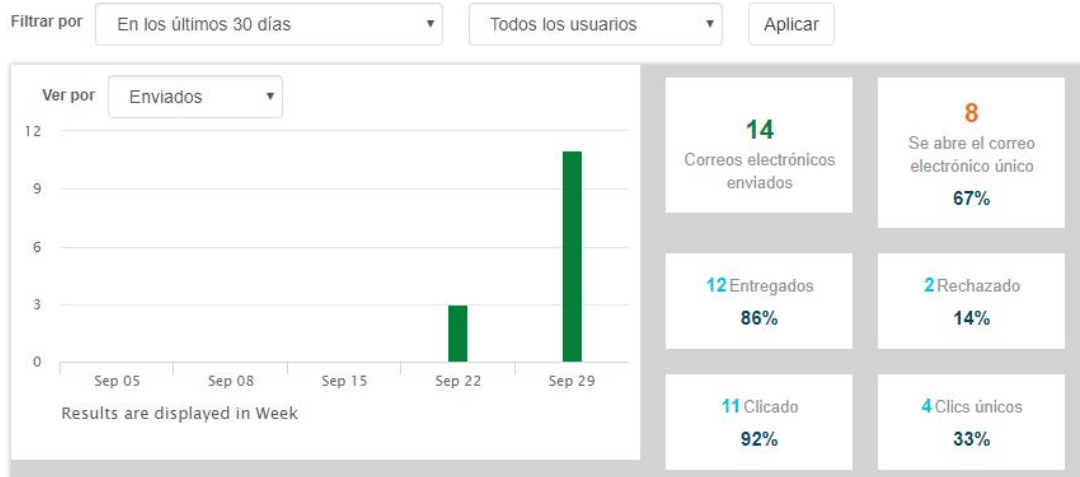 Filtrar por En los últimos 30 días Todos los usuarios Aplicar
Ver por Enviados
12
9
6
3
0
Sep 05 Sep 08 Sep 15 Sep 22 Sep 29
Results are displayed in Week
14
Correos electrónicos
enviados
8
Se abre el correo
electrónico único
67%
12 Entregados
86%
2 Rechazado
14%
11 Clicado
92%
4 Clics únicos
33%